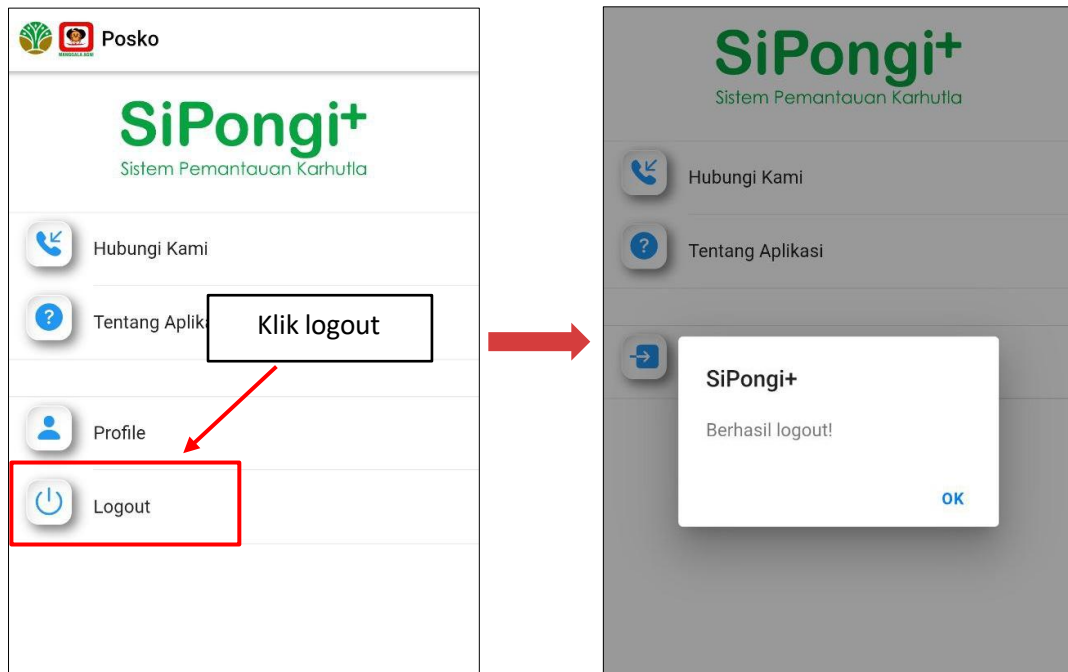 Posko
SiPongi+
Sistem Pemantauan Karhutla
Hubungi Kami
Tentang Aplik
Klik logout
Profile
Logout
SiPongi+
Sistem Pemantauan Karhutla
Hubungi Kami
Tentang Aplikasi
SiPongi+
Berhasil logout!
OK